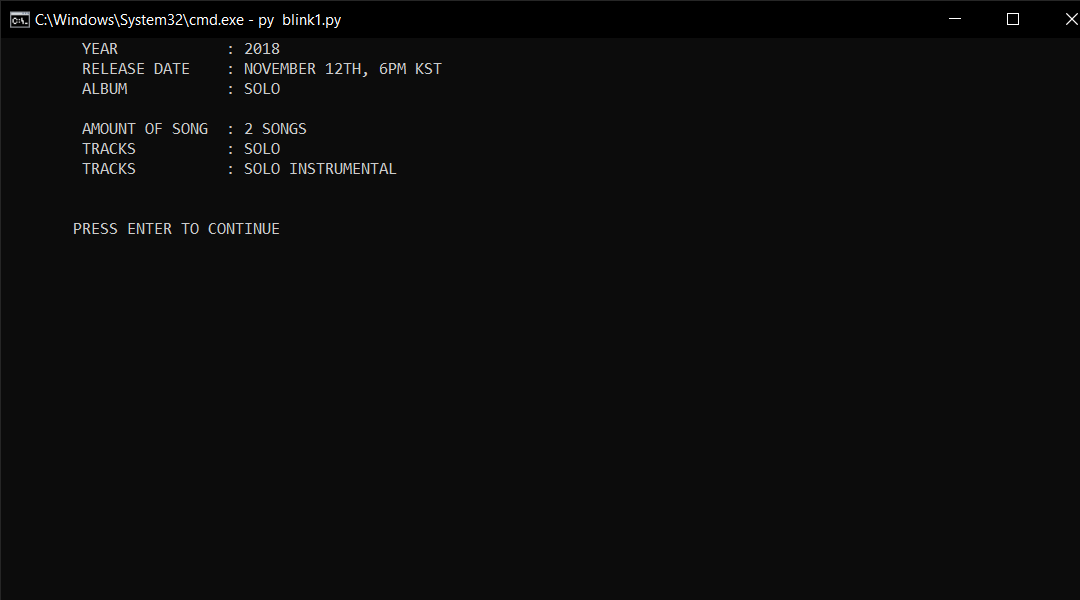 C:\Windows\System32\cmd.exe - py  blink1.py
YEAR            : 2018
RELEASE DATE    : NOVEMBER 12TH, 6PM KST
ALBUM           : SOLO
AMOUNT OF SONG  : 2 SONGS
TRACKS          : SOLO
TRACKS          : SOLO INSTRUMENTAL
PRESS ENTER TO CONTINUE